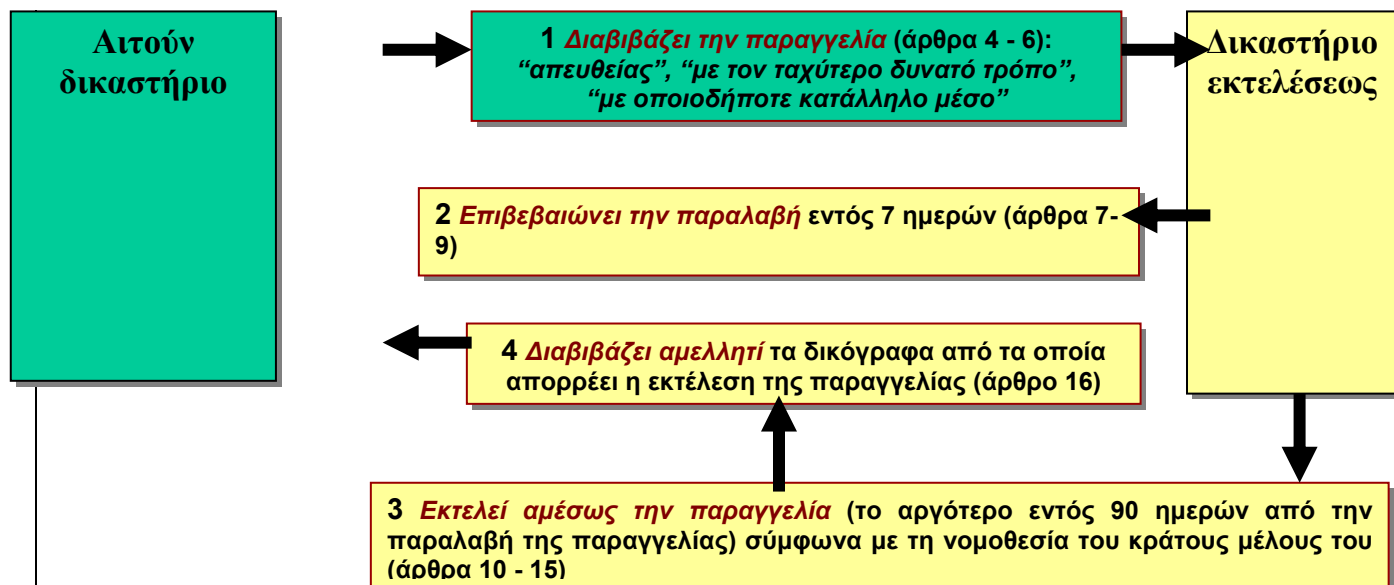 Αιτούν
δικαστήριο
1 Διαβιβάζει την παραγγελία (άρθρα 4 - 6):
“απευθείας”, “με τον ταχύτερο δυνατό τρόπο”,
“με οποιοδήποτε κατάλληλο μέσο”
Δικαστήριο
εκτελέσεως
2 Επιβεβαιώνει την παραλαβή εντός 7 ημερών (άρθρα 7-
9)
4 Διαβιβάζει αμελλητί τα δικόγραφα από τα οποία
απορρέει η εκτέλεση της παραγγελίας (άρθρο 16)
3 Εκτελεί αμέσως την παραγγελία (το αργότερο εντός 90 ημερών από την
παραλαβή της παραγγελίας) σύμφωνα με τη νομοθεσία του κράτους μέλους του
(άρθρα 10 - 15)